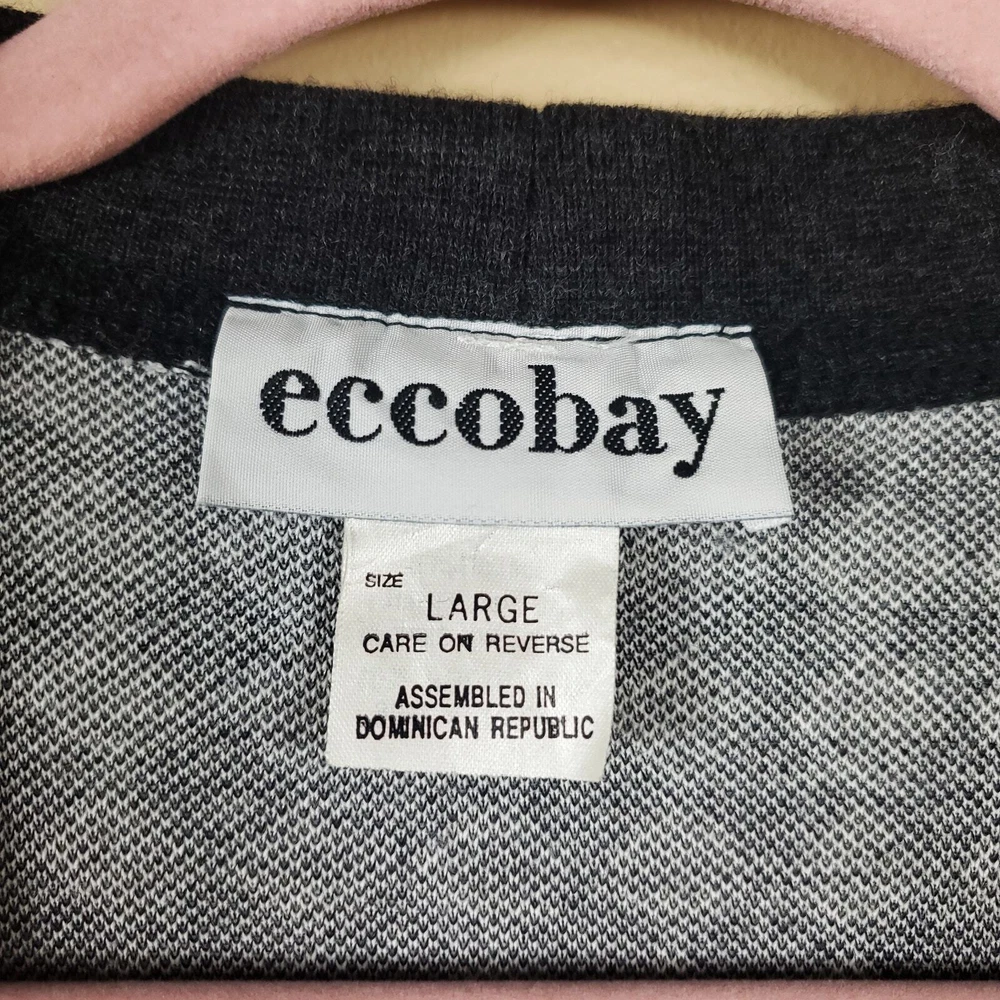 eccobay
SIZE
LARGE
CARE ON REVERSE
ASSEMBLED IN
DOMINICAN REPUBLIC